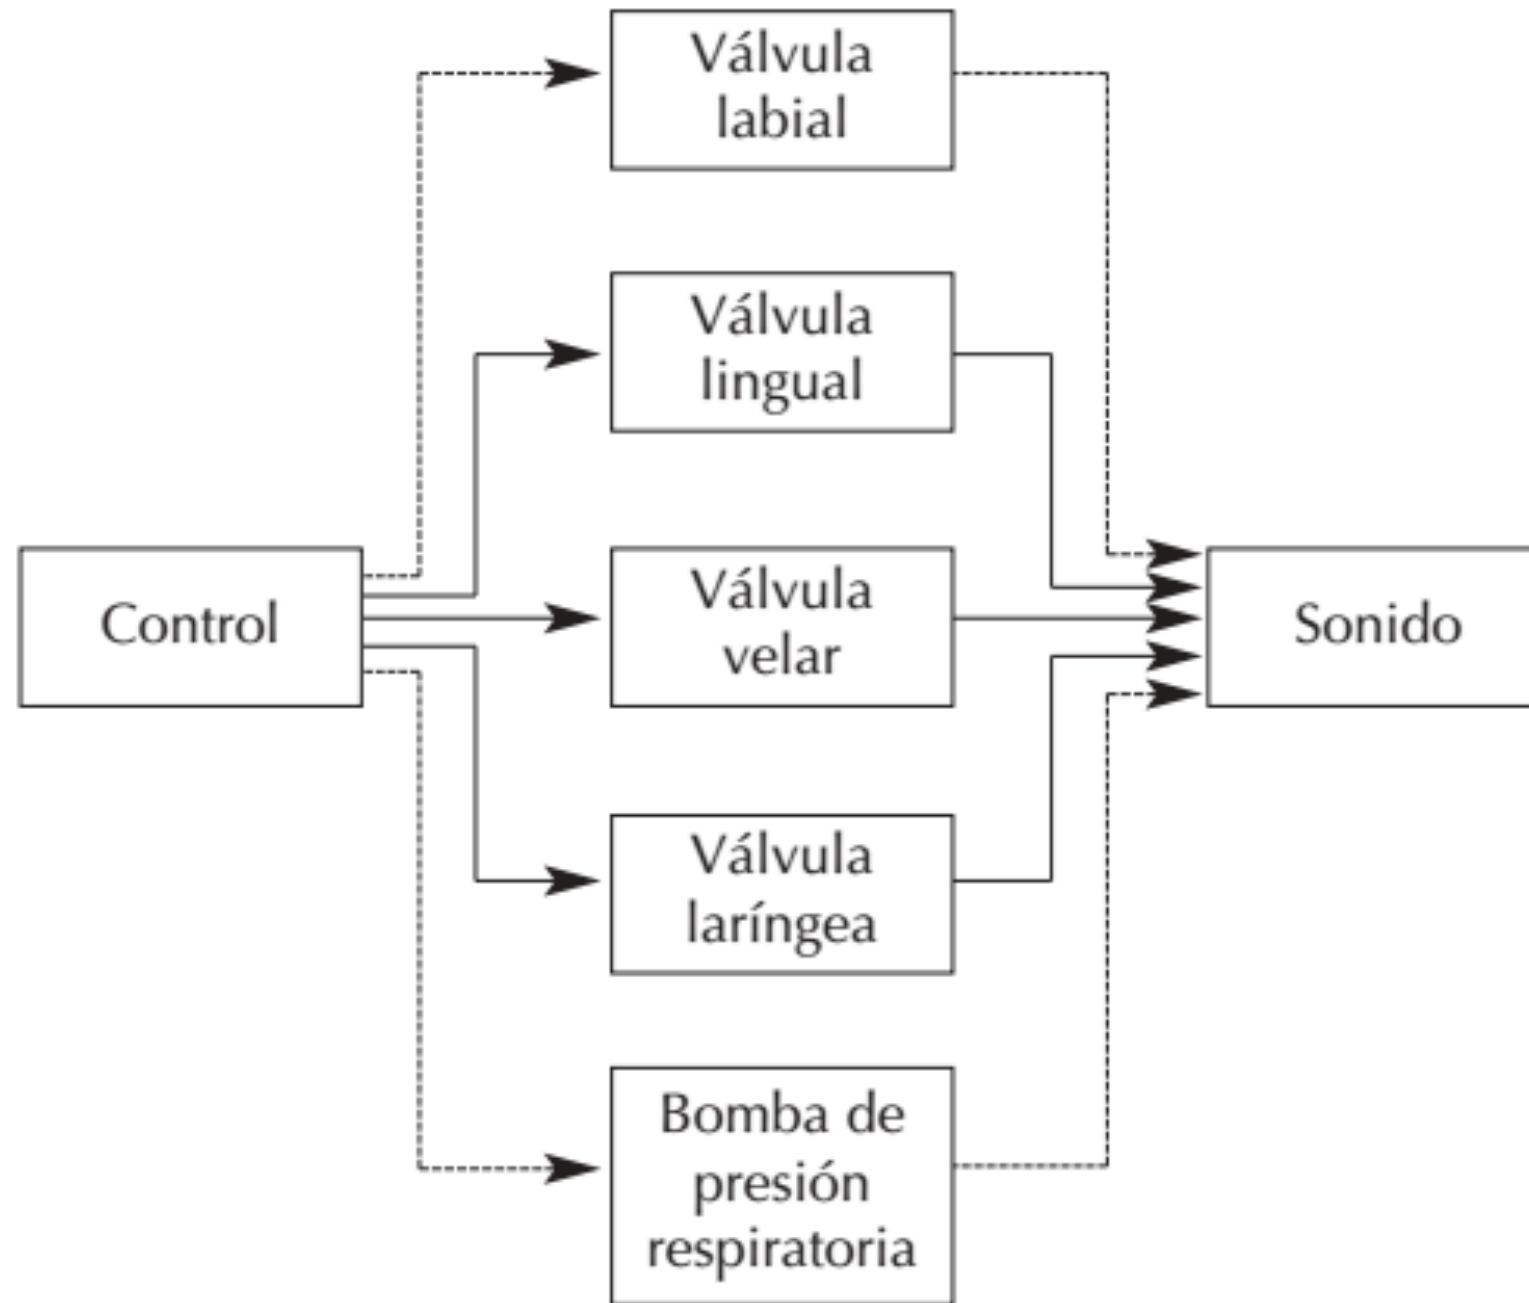 Válvula
labial
Válvula
lingual
Control
Válvula
velar
Sonido
Válvula
laríngea
Bomba de
presión
respiratoria